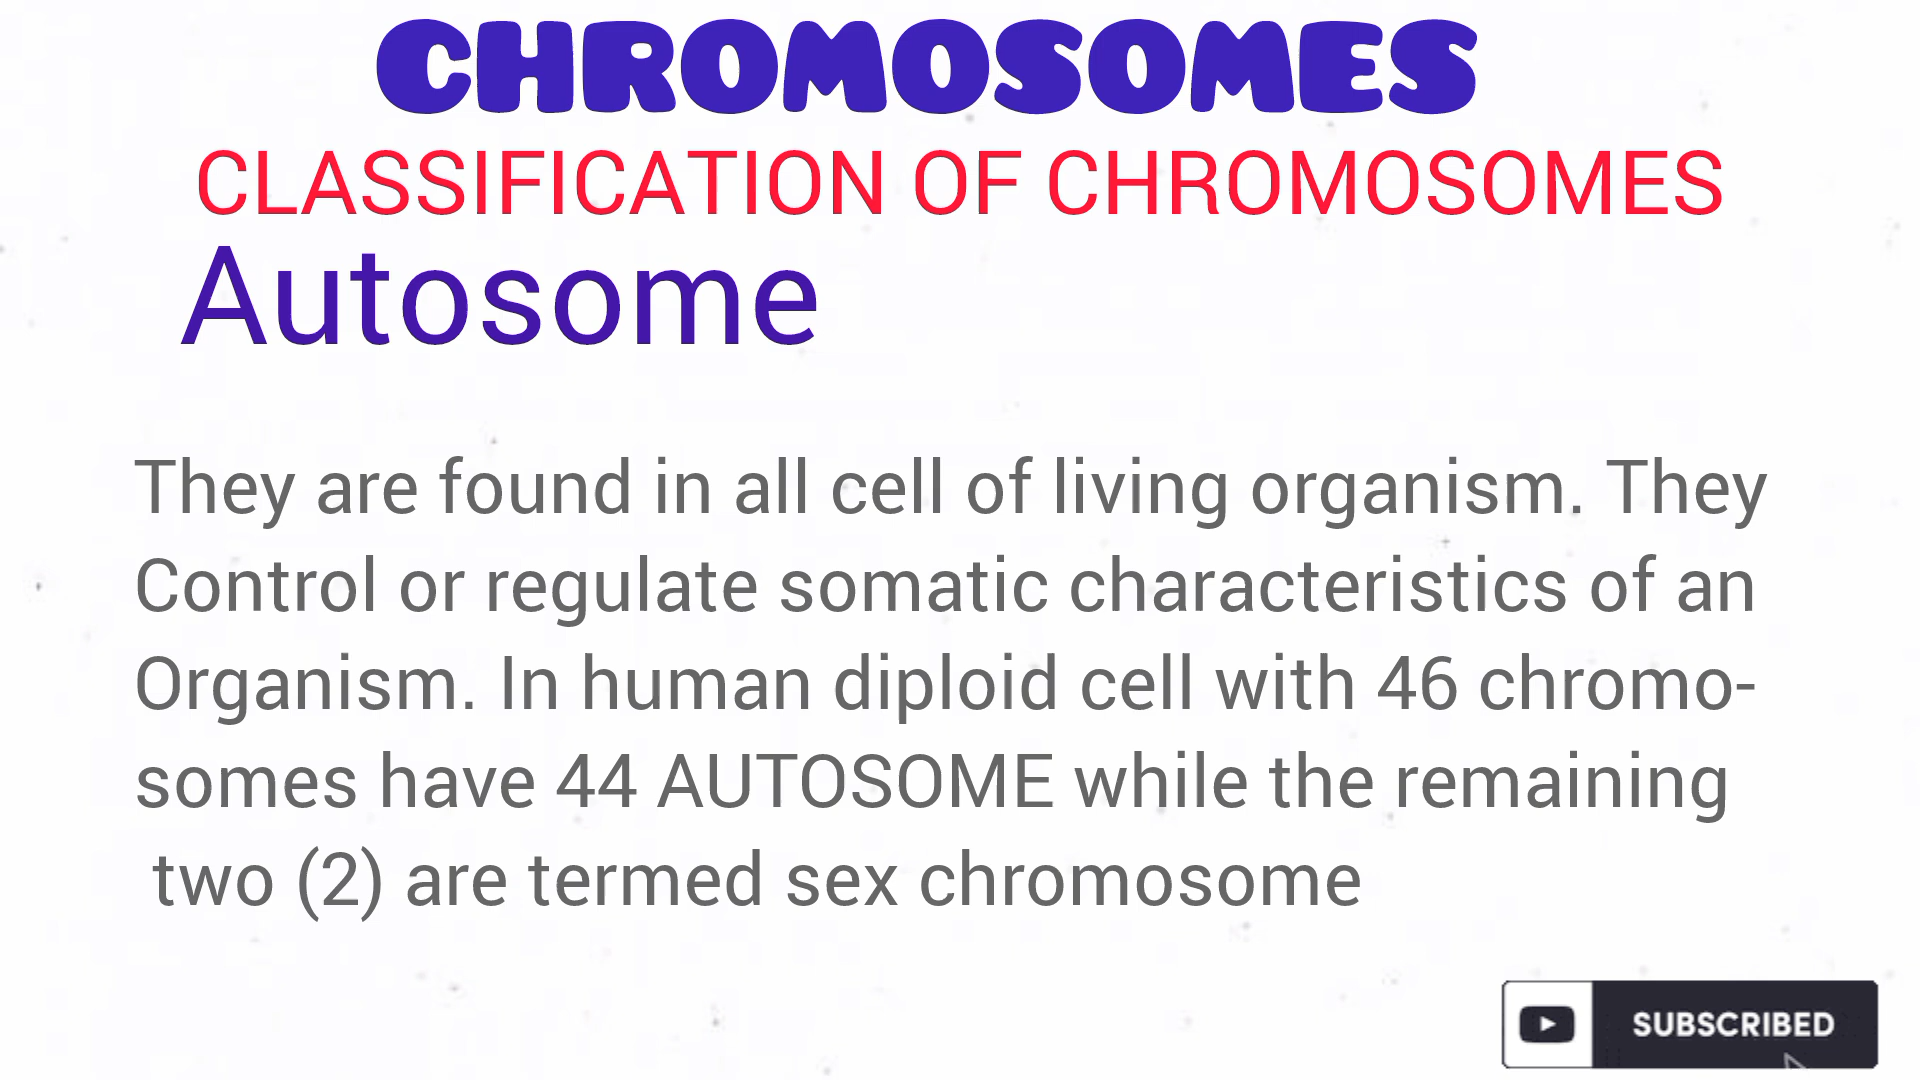 CHROMOSOMES
CLASSIFICATION OF CHROMOSOMES
Autosome
They are found in all cell of living organism. They
Control or regulate somatic characteristics of an
Organism. In human diploid cell with 46 chromo-
somes have 44 AUTOSOME while the remaining
two (2) are termed sex chromosome
SUBSCRIBED